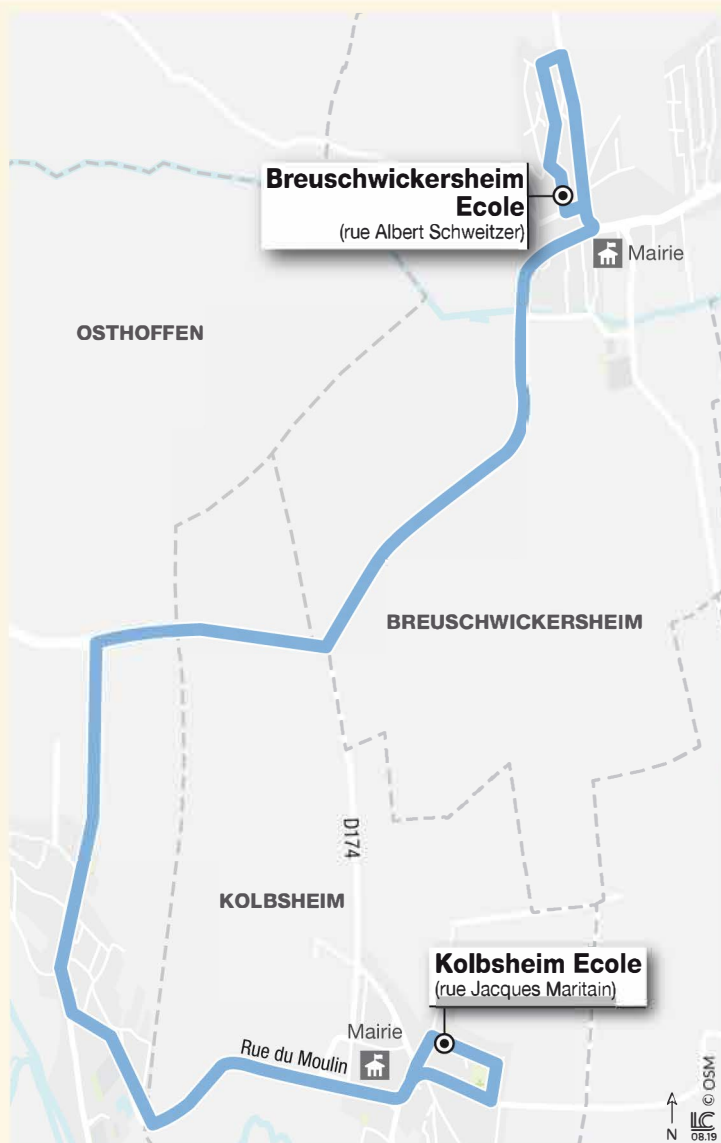 Breuschwickersheim
Ecole
(rue Albert Schweitzer)
Mairie
OSTHOFFEN
BREUSCHWICKERSHEIM
D174
KOLBSHEIM
Kolbsheim Ecole
(rue Jacques Maritain)
Mairie
Rue du Moulin
N
LC
08.19
© OSM